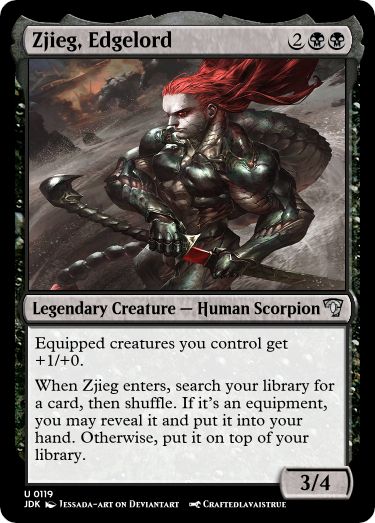 Zjieg, Edgelord 2
Legendary Creature — Human Scorpion
Equipped creatures you control get
+1/+0.
When Zjieg enters, search your library for
a card, then shuffle. If it's an equipment,
you may reveal it and put it into your
hand. Otherwise, put it on top of your
library.
3/4
U 0119
JDK Jessada-art on Deviantart Craftedlavaistrue